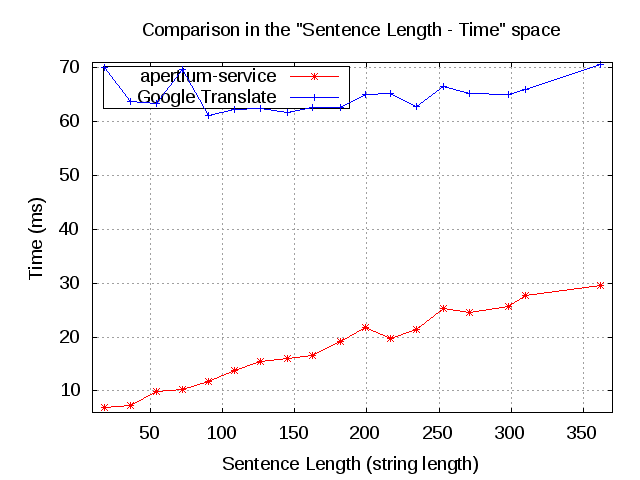 Comparison in the "Sentence Length - Time" space
apertium-service
Google Translate
70
60
50
40
30
20
10
Time (ms)
50 100 150 200 250 300 350
Sentence Length (string length)